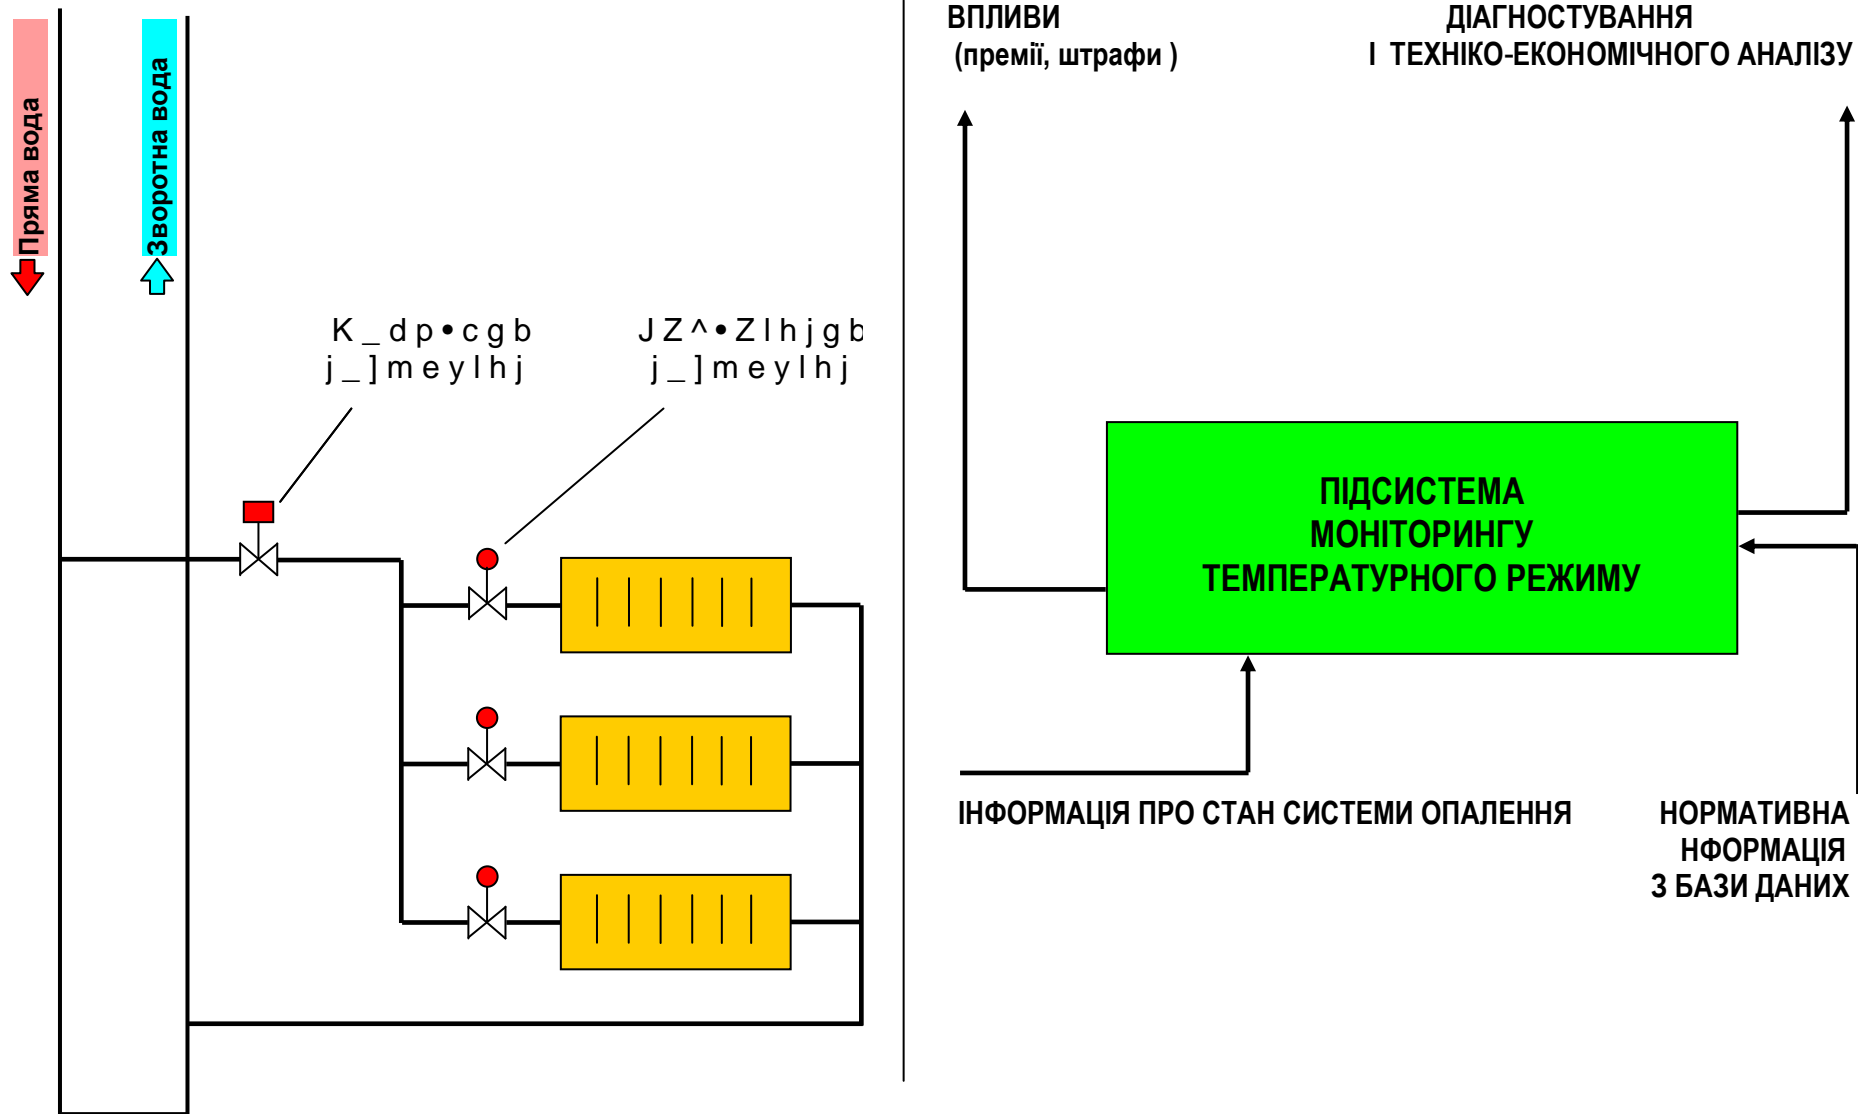 Пряма вода
Зворотна вода
K _ d p • c g b
j _ ] m e y l h j
J Z ^ • Z l h j g b
j _ ] m e y l h j
ВПЛИВИ
(премії, штрафи )
ДІАГНОСТУВАННЯ
І ТЕХНІКО-ЕКОНОМІЧНОГО АНАЛІЗУ
ПІДСИСТЕМА
МОНІТОРИНГУ
ТЕМПЕРАТУРНОГО РЕЖИМУ
ІНФОРМАЦІЯ ПРО СТАН СИСТЕМИ ОПАЛЕННЯ
НОРМАТИВНА
НФОРМАЦІЯ
З БАЗИ ДАНИХ